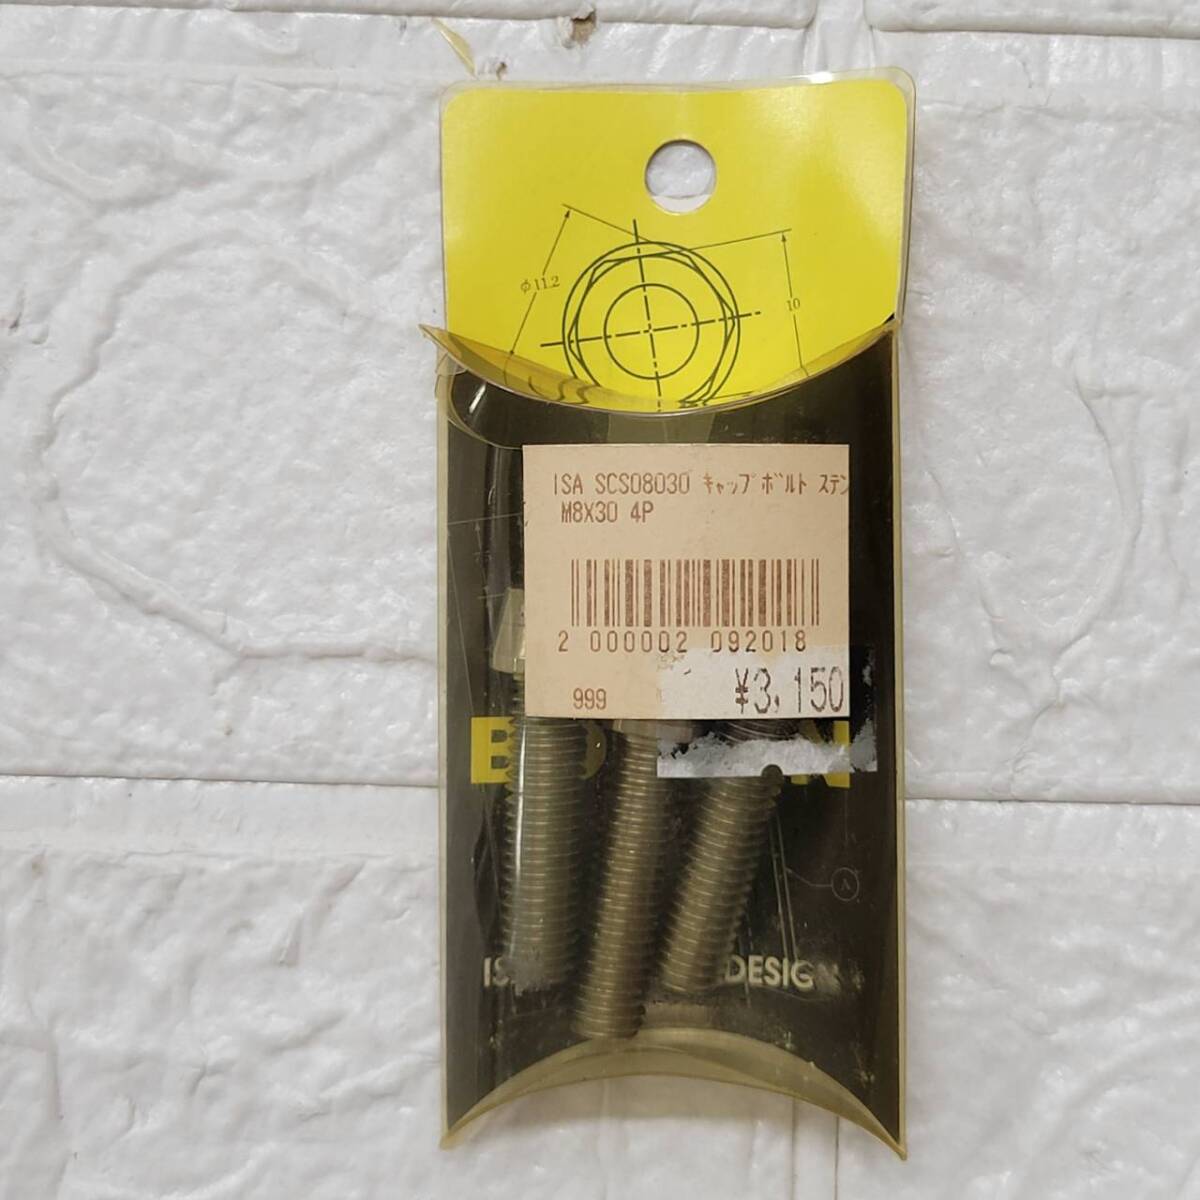 φ11.2
10
ISA SCS08030 ｷｬｯﾌﾟﾎﾞﾙﾄ ｽﾃﾝ
M8X30 4P
2 000002 092018
999 ¥3,150
A
DESIGN